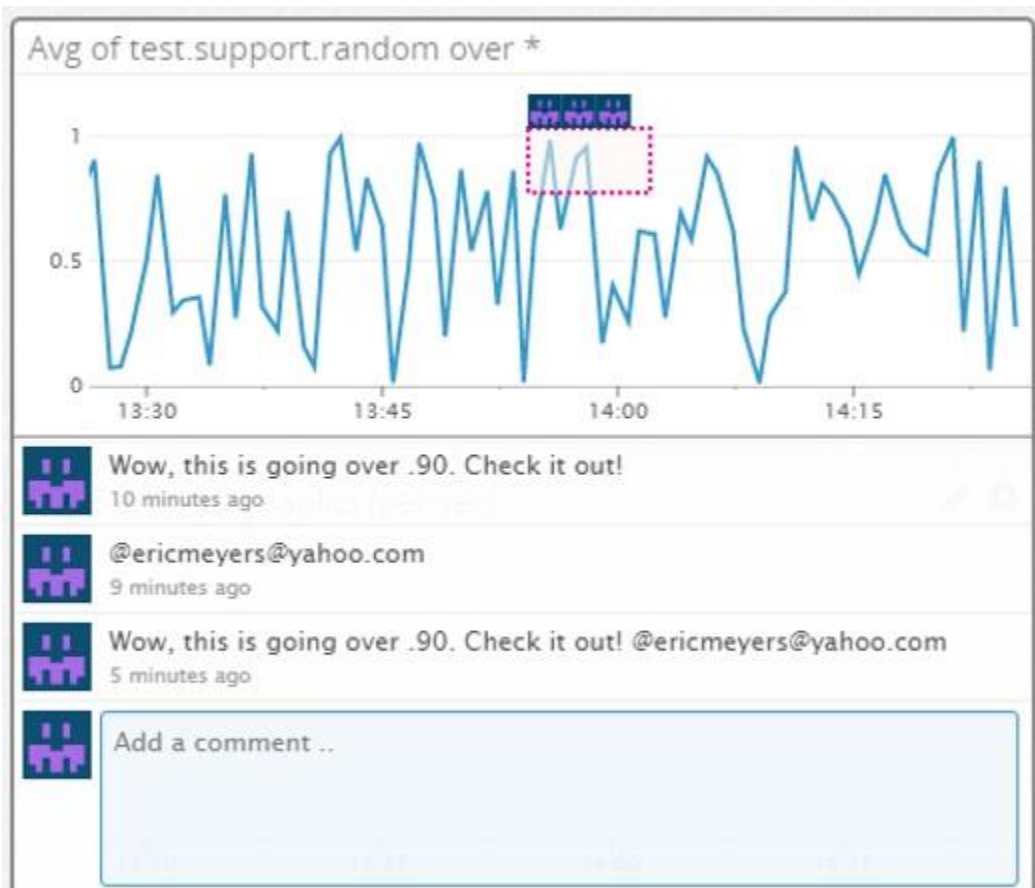 Avg of test.support.random over *
1
0.5
0
13:30 13:45 14:00 14:15
Wow, this is going over .90. Check it out!
10 minutes ago
@ericmeyers@yahoo.com
9 minutes ago
Wow, this is going over .90. Check it out! @ericmeyers@yahoo.com
5 minutes ago
Add a comment ..